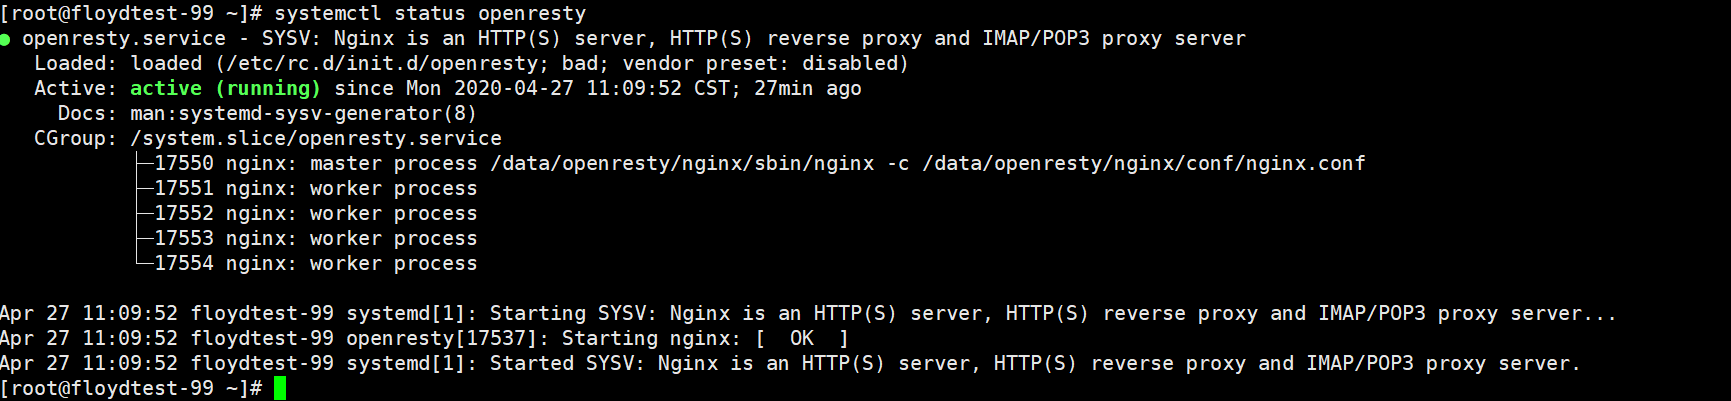 [root@floydtest-99 ~]# systemctl status openresty
● openresty.service - SYSV: Nginx is an HTTP(S) server, HTTP(S) reverse proxy and IMAP/POP3 proxy server
   Loaded: loaded (/etc/rc.d/init.d/openresty; bad; vendor preset: disabled)
   Active: active (running) since Mon 2020-04-27 11:09:52 CST; 27min ago
     Docs: man:systemd-sysv-generator(8)
   CGroup: /system.slice/openresty.service
           ├─17550 nginx: master process /data/openresty/nginx/sbin/nginx -c /data/openresty/nginx/conf/nginx.conf
           ├─17551 nginx: worker process
           ├─17552 nginx: worker process
           ├─17553 nginx: worker process
           └─17554 nginx: worker process

Apr 27 11:09:52 floydtest-99 systemd[1]: Starting SYSV: Nginx is an HTTP(S) server, HTTP(S) reverse proxy and IMAP/POP3 proxy server...
Apr 27 11:09:52 floydtest-99 openresty[17537]: Starting nginx: [  OK  ]
Apr 27 11:09:52 floydtest-99 systemd[1]: Started SYSV: Nginx is an HTTP(S) server, HTTP(S) reverse proxy and IMAP/POP3 proxy server.
[root@floydtest-99 ~]#